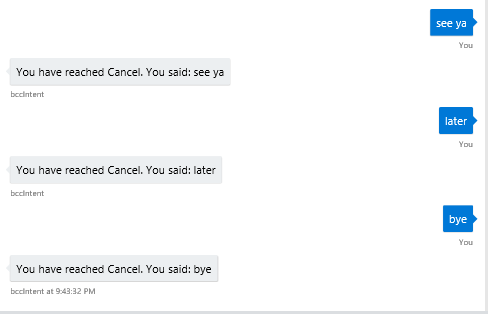 see ya
You
You have reached Cancel. You said: see ya
bccIntent
later
You
You have reached Cancel. You said: later
bccIntent
bye
You
You have reached Cancel. You said: bye
bccIntent at 9:43:32 PM